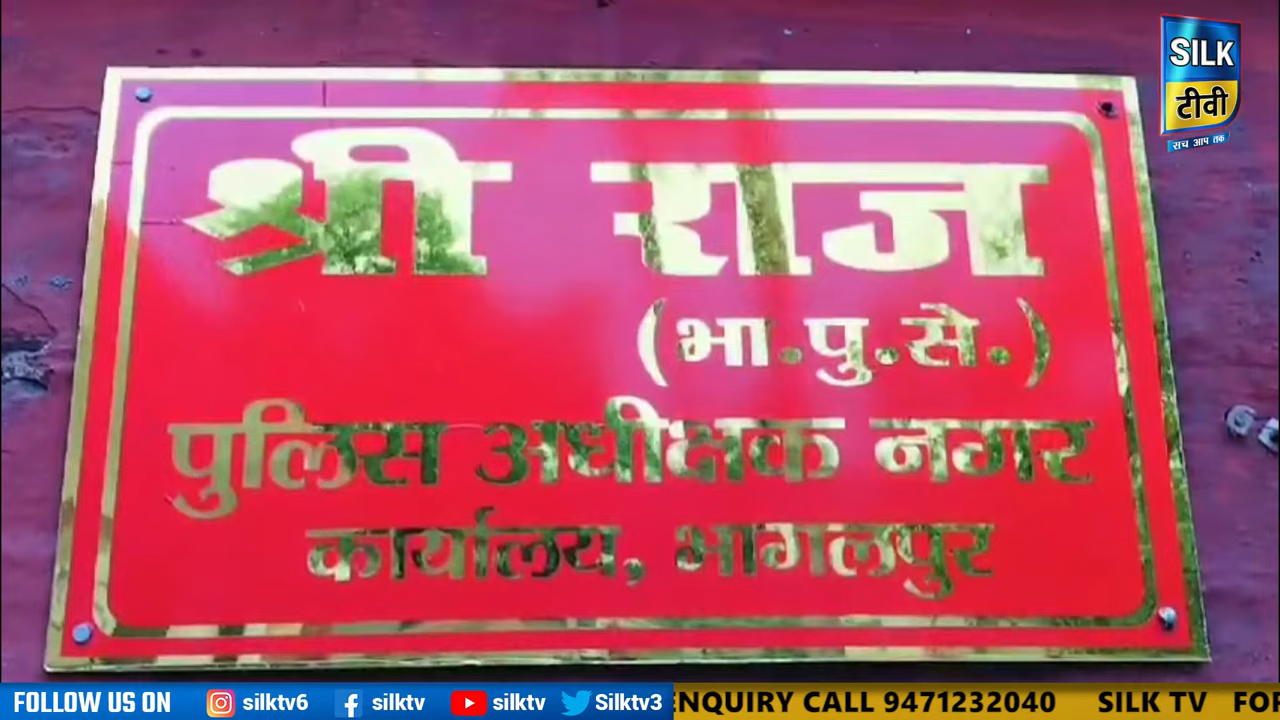 SILK
टीवी
सच आप तक
श्री राज
(भा.पु.से.)
पुलिस अधीक्षक नगर
कार्यालय, भागलपुर
FOLLOW US ON silktv6 silktv silktv Silktv3 ENQUIRY CALL 9471232040 SILK TV